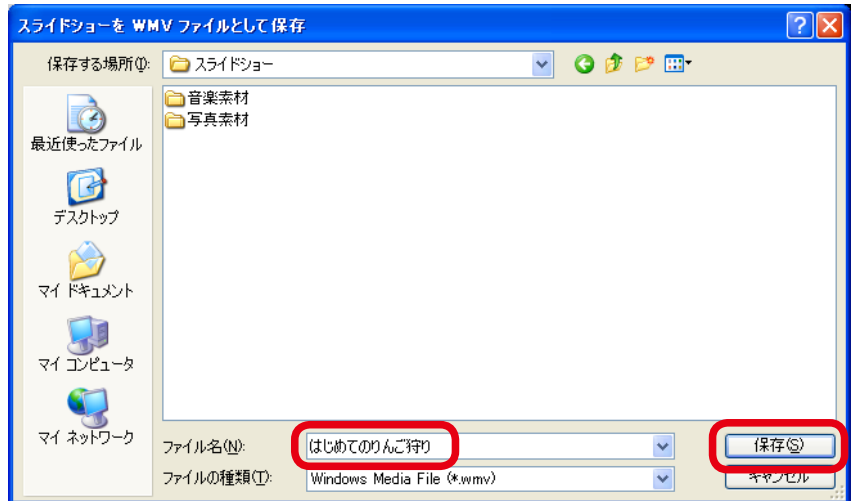 スライドショーを WMV ファイルとして保存
保存する場所(I):
スライドショー
最近使ったファイル
デスクトップ
マイ ドキュメント
マイ コンピュータ
マイ ネットワーク
音楽素材
写真素材
ファイル名(N):
はじめてのりんご狩り
保存(S)
ファイルの種類(T):
Windows Media File (*.wmv)
キャンセル